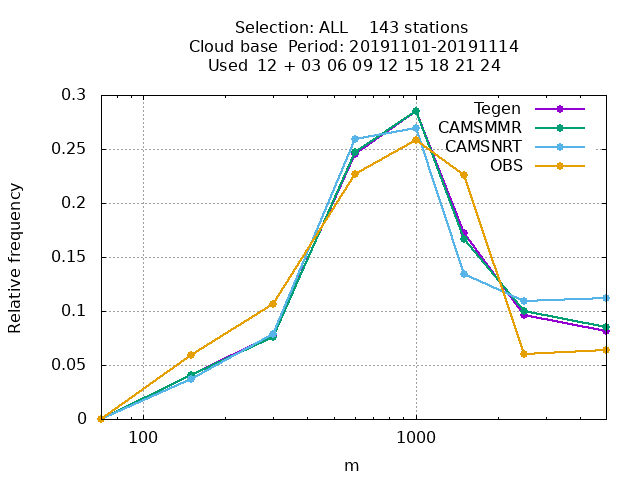 Selection: ALL    143 stations
Cloud base  Period: 20191101-20191114
Used  12 + 03 06 09 12 15 18 21 24
0.3
0.25
0.2
0.15
0.1
0.05
0
Relative frequency
Tegen
CAMSMMR
CAMSNRT
OBS
100
1000
m